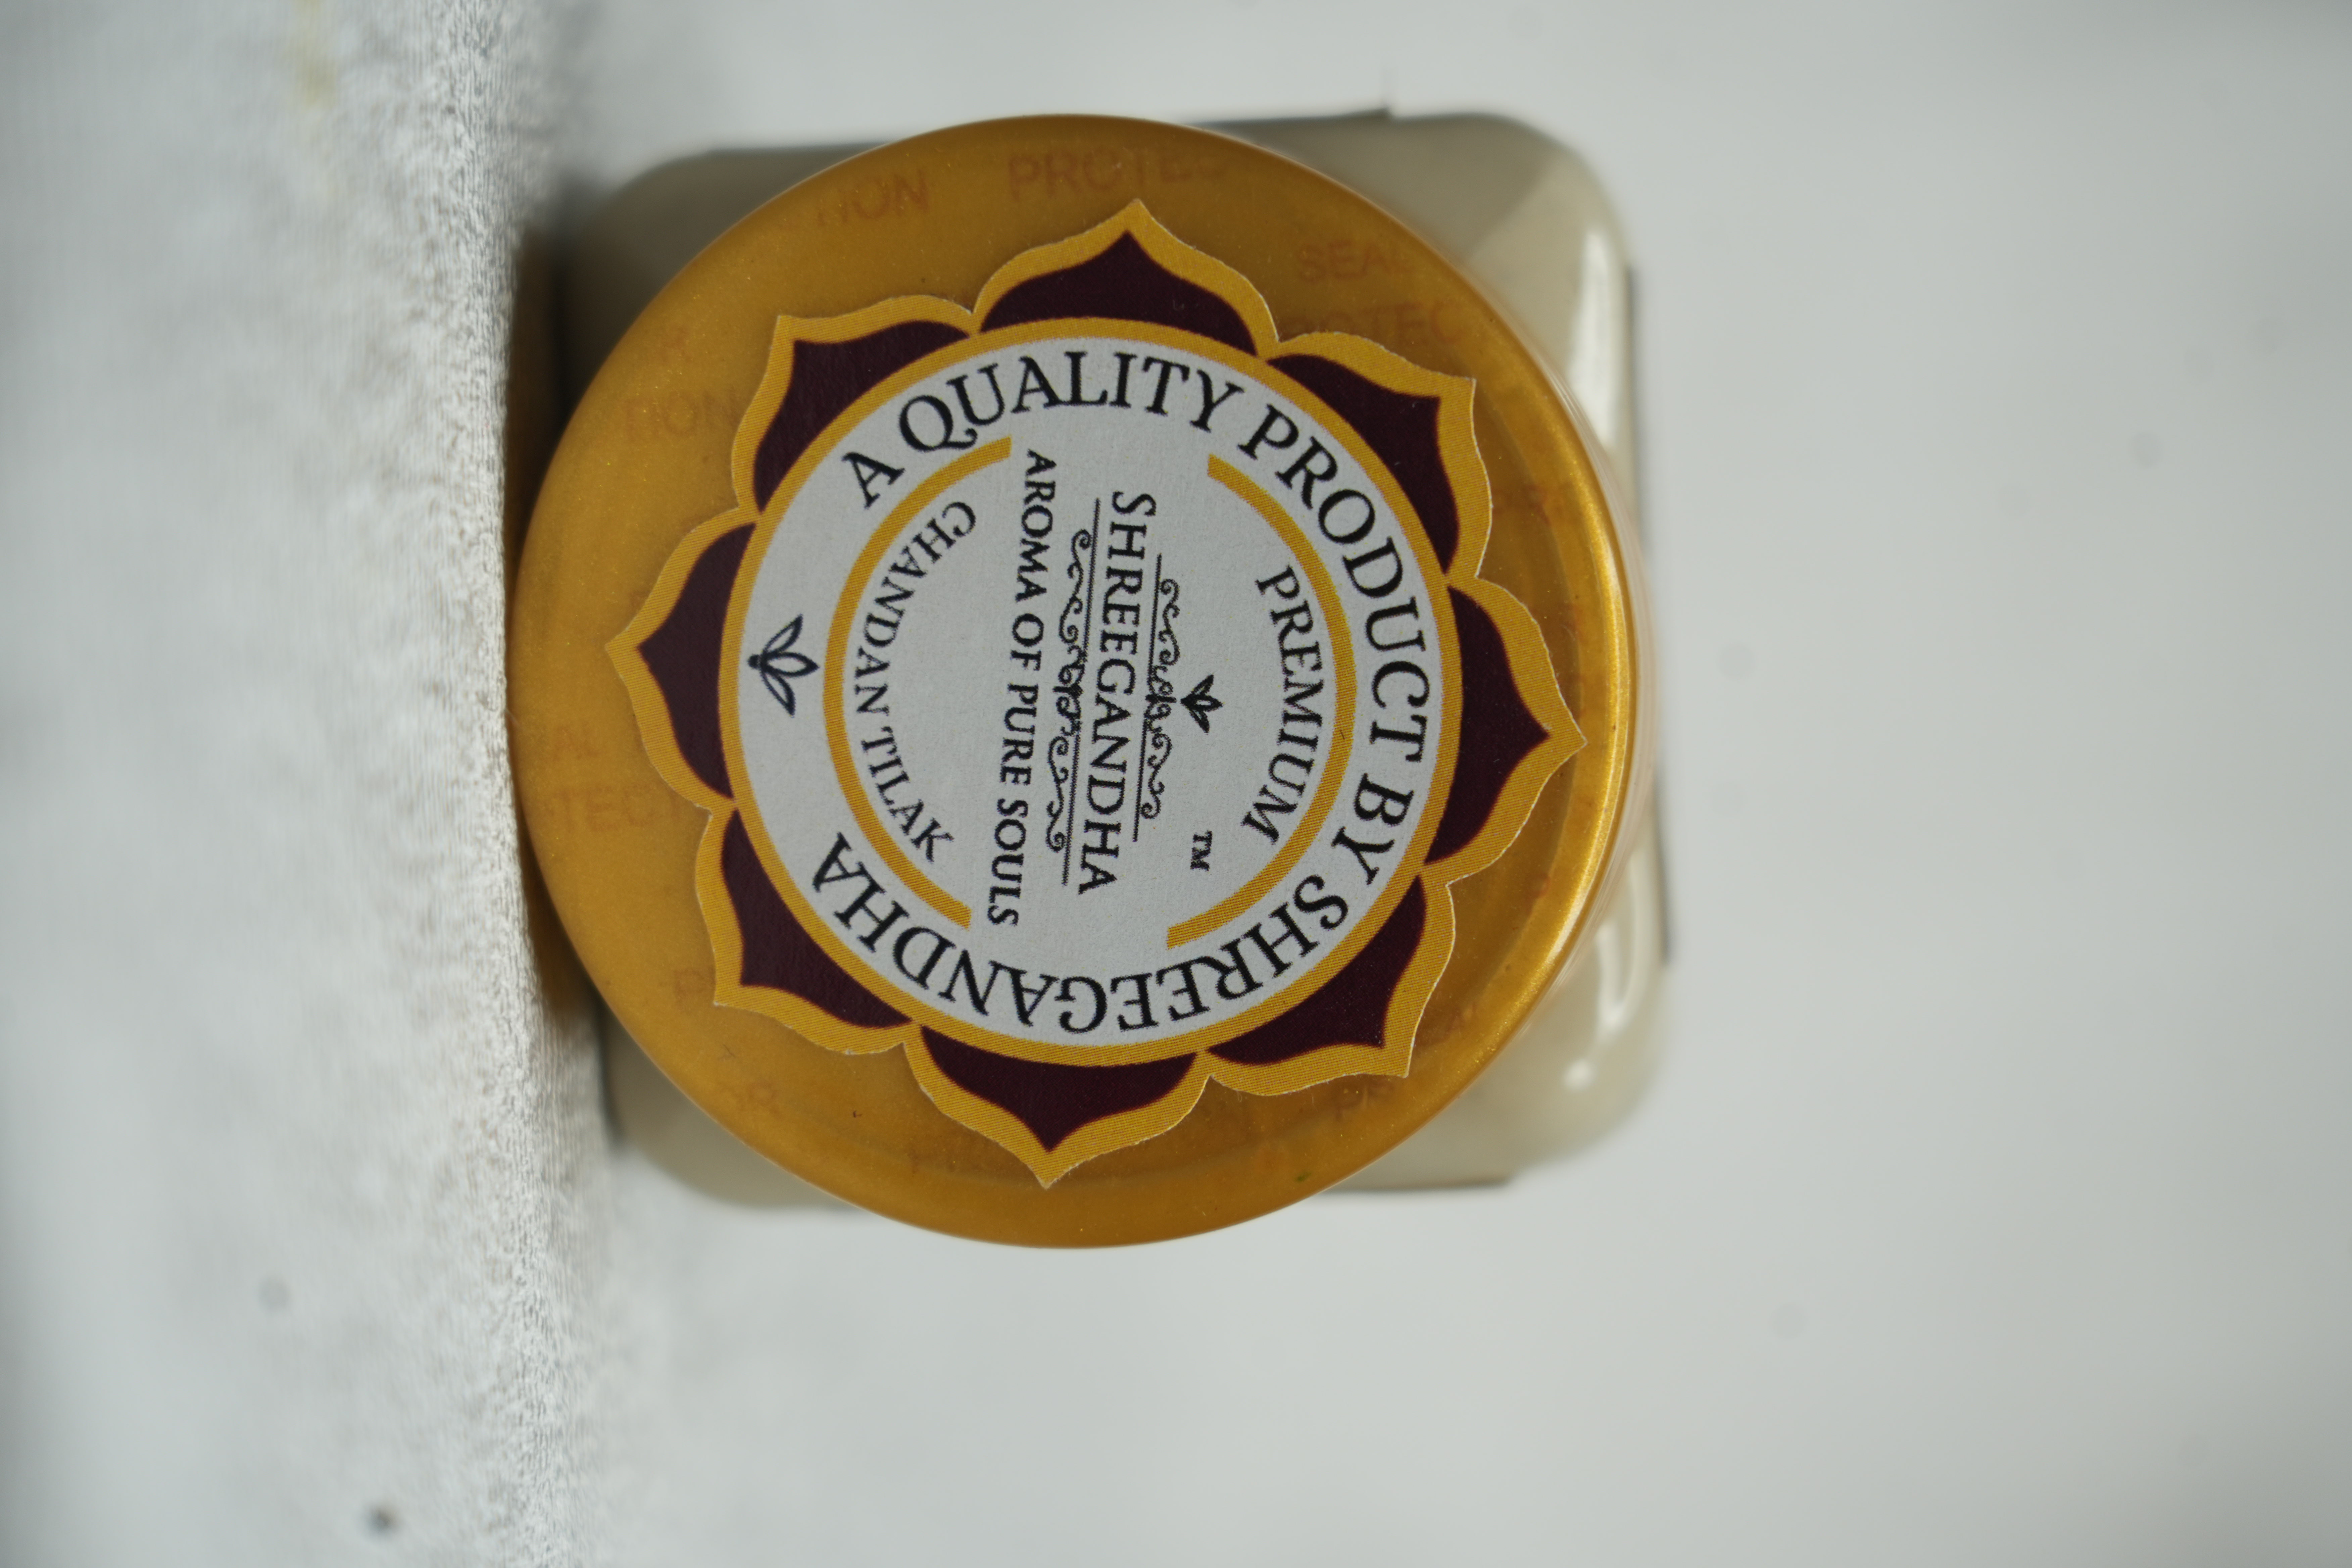 A QUALITY PRODUCT BY SHREEGANDHA
PREMIUM
TM
SHREEGANDHA
AROMA OF PURE SOULS
CHANDAN TILAK